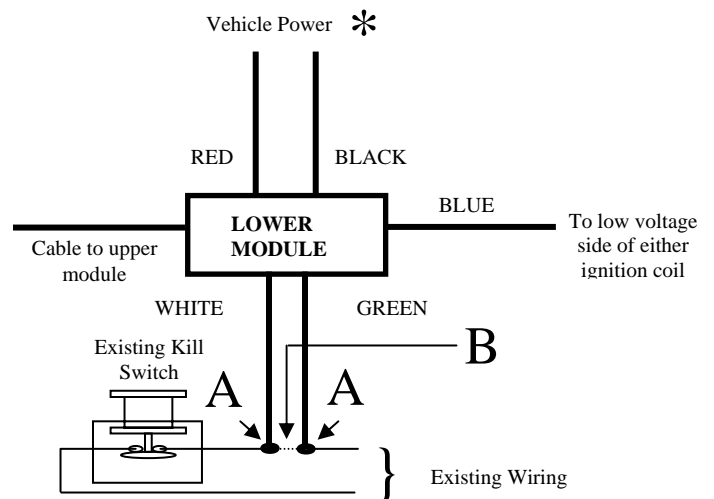 Vehicle Power *
RED
BLACK
BLUE
LOWER
MODULE
Cable to upper
module
To low voltage
side of either
ignition coil
WHITE
GREEN
Existing Kill
Switch
B
A
A
Existing Wiring